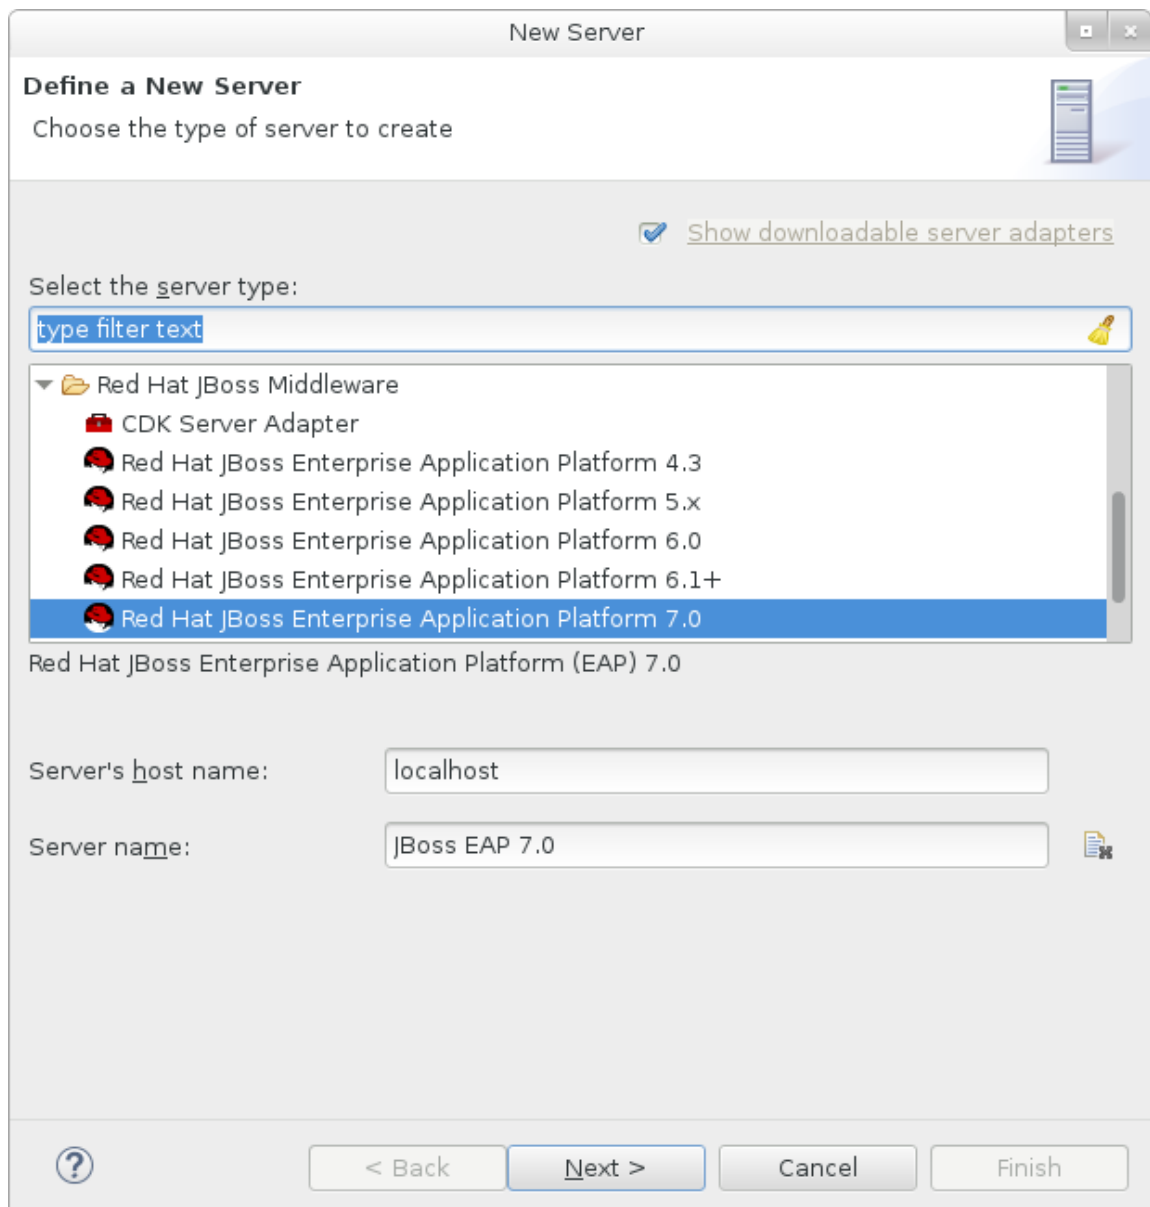 New Server
Define a New Server
Choose the type of server to create
Show downloadable server adapters
Select the server type:
type filter text
Red Hat JBoss Middleware
CDK Server Adapter
Red Hat JBoss Enterprise Application Platform 4.3
Red Hat JBoss Enterprise Application Platform 5.x
Red Hat JBoss Enterprise Application Platform 6.0
Red Hat JBoss Enterprise Application Platform 6.1+
Red Hat JBoss Enterprise Application Platform 7.0
Red Hat JBoss Enterprise Application Platform (EAP) 7.0
Server's host name: localhost
Server name: JBoss EAP 7.0
? < Back Next > Cancel Finish